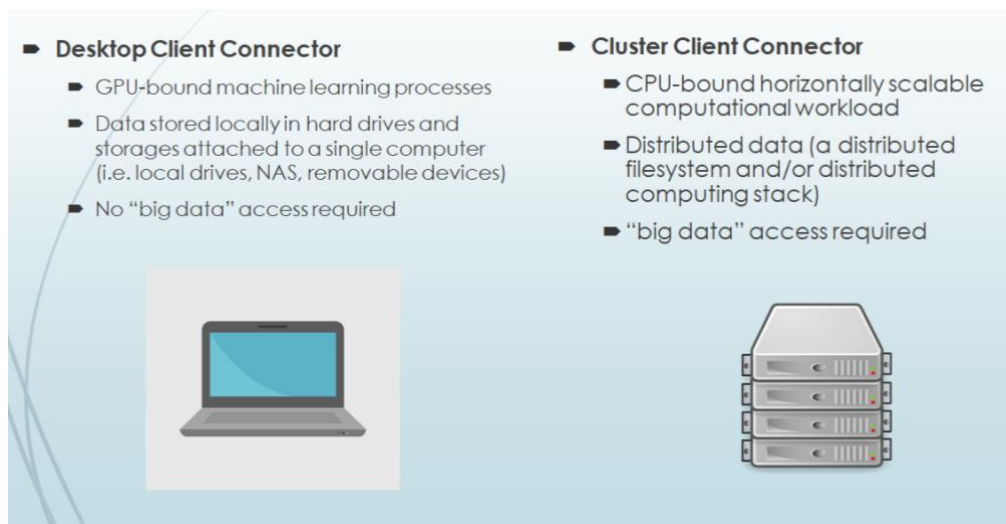 Desktop Client Connector
GPU-bound machine learning processes
Data stored locally in hard drives and
storages attached to a single computer
(i.e. local drives, NAS, removable devices)
No “big data” access required
Cluster Client Connector
CPU-bound horizontally scalable
computational workload
Distributed data (a distributed
filesystem and/or distributed
computing stack)
“big data” access required